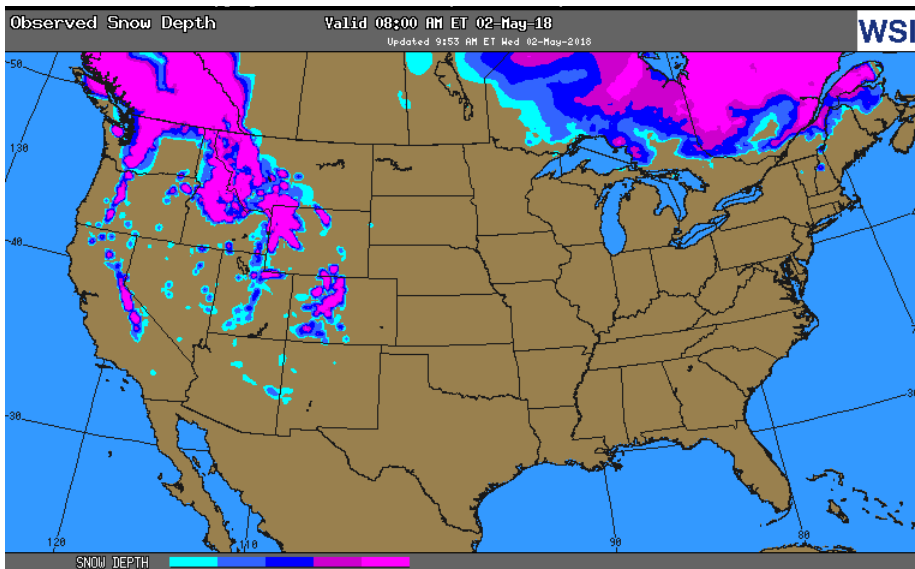 Observed Snow Depth
Valid 08:00 AM ET 02-May-18
Updated 9:53 AM ET Wed 02-May-2018
WSI
50
130
40
30
30
120
110
90
80
SNOW DEPTH